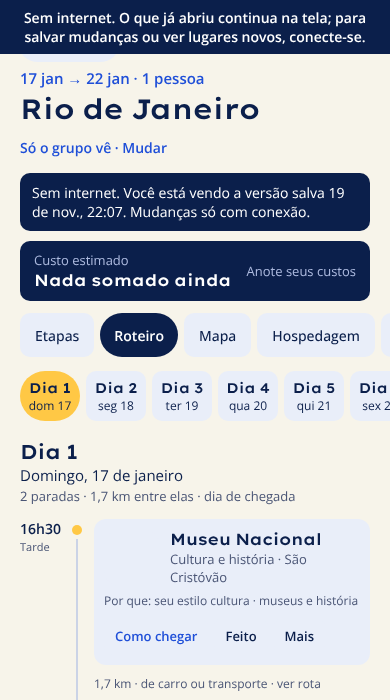 Sem internet. O que já abriu continua na tela; para
salvar mudanças ou ver lugares novos, conecte-se.
17 jan → 22 jan · 1 pessoa
Rio de Janeiro
Só o grupo vê · Mudar
Sem internet. Você está vendo a versão salva 19
de nov., 22:07. Mudanças só com conexão.
Custo estimado
Nada somado ainda
Anote seus custos
Etapas
Roteiro
Mapa
Hospedagem
Dia 1
dom 17
Dia 2
seg 18
Dia 3
ter 19
Dia 4
qua 20
Dia 5
qui 21
Dia
sex 2
Dia 1
Domingo, 17 de janeiro
2 paradas · 1,7 km entre elas · dia de chegada
16h30
Tarde
Museu Nacional
Cultura e história · São
Cristóvão
Por que: seu estilo cultura · museus e história
Como chegar
Feito
Mais
1,7 km · de carro ou transporte · ver rota